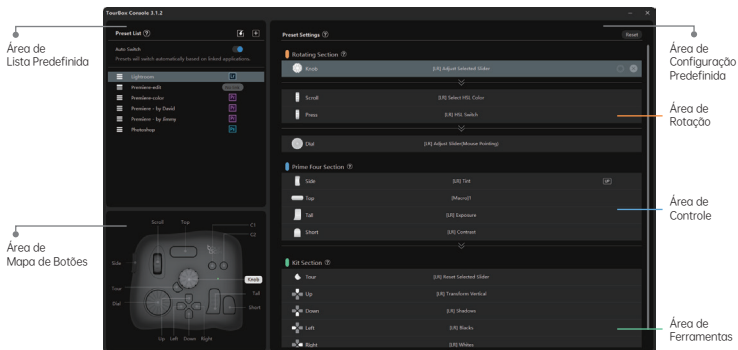 TourBox Console 3.1.2
Área de
Lista Predefinida
Preset List
Auto Switch
Presets will switch automatically based on linked applications.
Lightroom
Premiere-edit
Premiere-color
Premiere - by David
Premiere - by Jimmy
Photoshop
Área de
Mapa de Botões
Scroll
Top
C1
C2
Side
Knob
Tour
Tall
Dial
Short
Up
Left
Down
Right
Preset Settings
Reset
Rotating Section
Knob [LR] Adjust Selected Slider
Scroll [LR] Select HSL Color
Press [LR] HSL Switch
Dial [LR] Adjust Slider(Mouse Pointing)
Prime Four Section
Side [LR] Tint UP
Top [Macro]1
Tall [LR] Exposure
Short [LR] Contrast
Kit Section
Tour [LR] Reset Selected Slider
Up [LR] Transform Vertical
Down [LR] Shadows
Left [LR] Blacks
Right [LR] Whites
Área de
Configuração
Predefinida
Área de
Rotação
Área de
Controle
Área de
Ferramentas